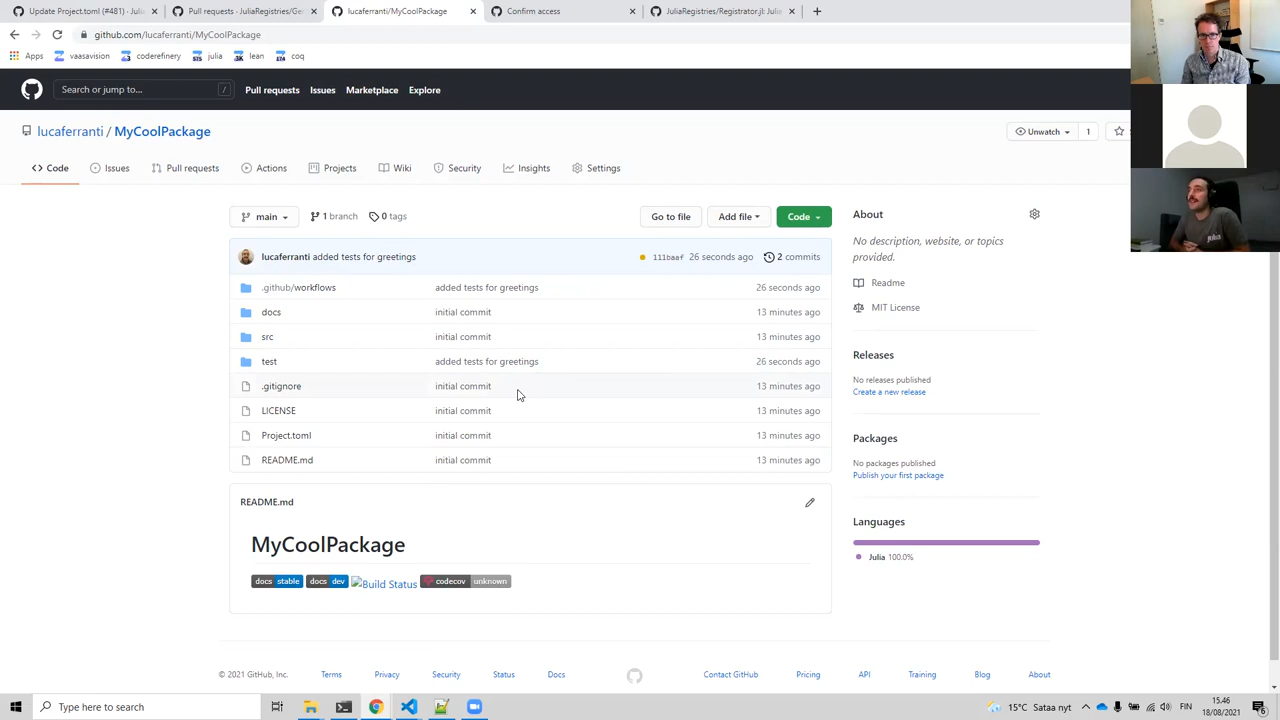 Update Project.toml (#481) · Juli
Pull requests · JuliaRegistries/Ge
lucaferranti/MyCoolPackage
Confirm access
JuliaRegistries/Registrator.jl: Julie
github.com/lucaferranti/MyCoolPackage
Apps
vaasavision
coderefinery
julia
lean
coq
Search or jump to...
/
Pull requests
Issues
Marketplace
Explore
lucaferranti / MyCoolPackage
Unwatch
1
Code
Issues
Pull requests
Actions
Projects
Wiki
Security
Insights
Settings
main
1 branch
0 tags
Go to file
Add file
Code
lucaferranti added tests for greetings
111baaf 26 seconds ago
2 commits
.github/workflows added tests for greetings 26 seconds ago
docs initial commit 13 minutes ago
src initial commit 13 minutes ago
test added tests for greetings 26 seconds ago
.gitignore initial commit 13 minutes ago
LICENSE initial commit 13 minutes ago
Project.toml initial commit 13 minutes ago
README.md initial commit 13 minutes ago
README.md
MyCoolPackage
docs stable docs dev Build Status codecov unknown
About
No description, website, or topics
provided.
Readme
MIT License
Releases
No releases published
Create a new release
Packages
No packages published
Publish your first package
Languages
Julia 100.0%
© 2021 GitHub, Inc.
Terms
Privacy
Security
Status
Docs
Contact GitHub
Pricing
API
Training
Blog
About
Type here to search
15°C Sataa nyt
FIN
15.46
18/08/2021